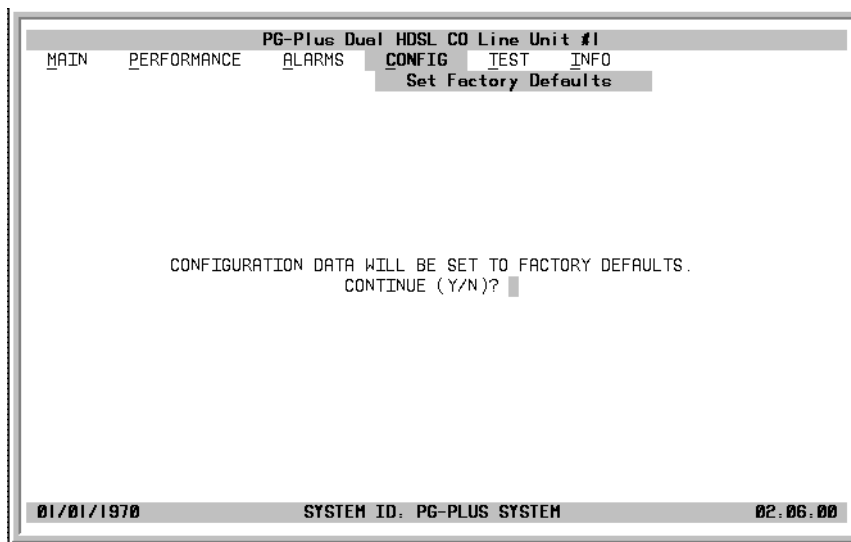 PG-Plus Dual HDSL CO Line Unit #1
MAIN PERFORMANCE ALARMS CONFIG TEST INFO
Set Factory Defaults
CONFIGURATION DATA WILL BE SET TO FACTORY DEFAULTS.
CONTINUE (Y/N)?
01/01/1970 SYSTEM ID: PG-PLUS SYSTEM 02:06:00